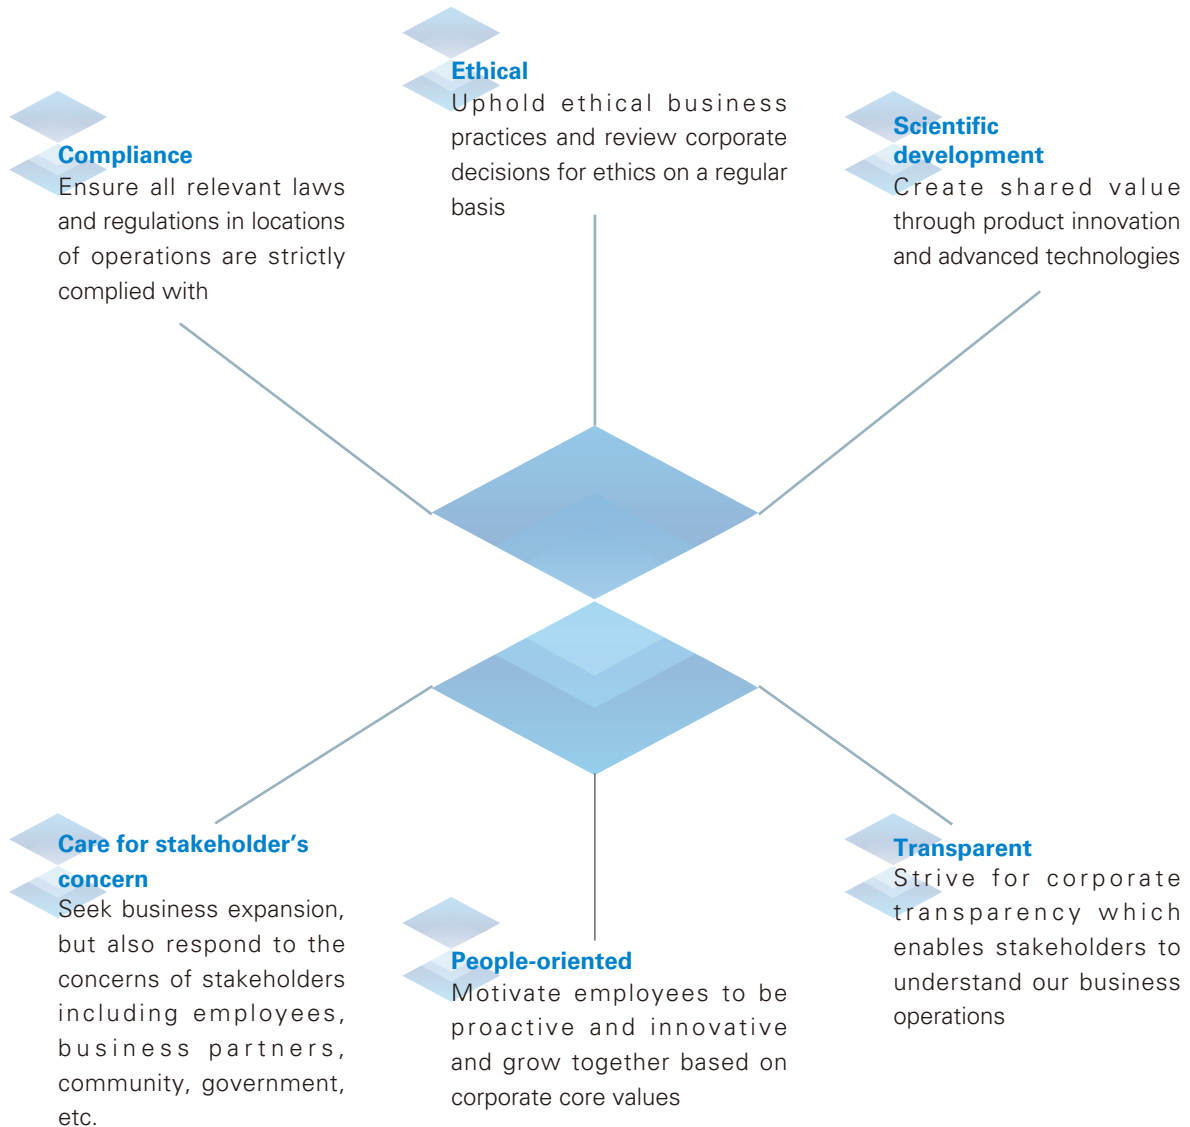 Ethical
Uphold ethical business
practices and review corporate
decisions for ethics on a regular
basis
Compliance
Ensure all relevant laws
and regulations in locations
of operations are strictly
complied with
Scientific
development
Create shared value
through product innovation
and advanced technologies
Care for stakeholder's
concern
Seek business expansion,
but also respond to the
concerns of stakeholders
including employees,
business partners,
community, government,
etc.
People-oriented
Motivate employees to be
proactive and innovative
and grow together based on
corporate core values
Transparent
Strive for corporate
transparency which
enables stakeholders to
understand our business
operations